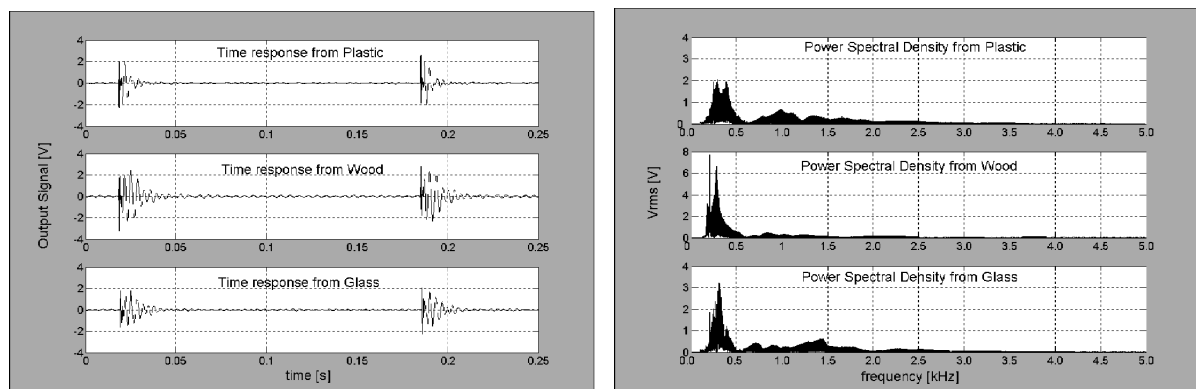 Time response from Plastic
4
2
0
-2
-4
0 0.05 0.1 0.15 0.2 0.25
Output Signal [V]
Time response from Wood
4
2
0
-2
-4
0 0.05 0.1 0.15 0.2 0.25
Time response from Glass
4
2
0
-2
-4
0 0.05 0.1 0.15 0.2 0.25
time [s]
Power Spectral Density from Plastic
4
3
2
1
0
0 0.5 1.0 1.5 2.0 2.5 3.0 3.5 4.0 4.5 5.0
Vrms [V]
Power Spectral Density from Wood
8
6
4
2
0
0 0.5 1.0 1.5 2.0 2.5 3.0 3.5 4.0 4.5 5.0
Power Spectral Density from Glass
4
3
2
1
0
0 0.5 1.0 1.5 2.0 2.5 3.0 3.5 4.0 4.5 5.0
frequency [kHz]